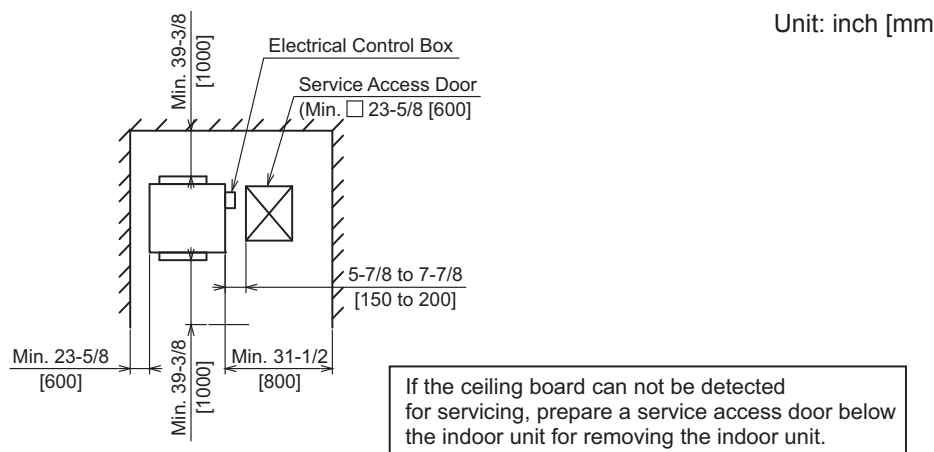 Unit: inch [mm
Min. 39-3/8
[1000]
Electrical Control Box
Service Access Door
(Min. □ 23-5/8 [600]
5-7/8 to 7-7/8
[150 to 200]
Min. 23-5/8
[600]
Min. 39-3/8
[1000]
Min. 31-1/2
[800]
If the ceiling board can not be detected
for servicing, prepare a service access door below
the indoor unit for removing the indoor unit.